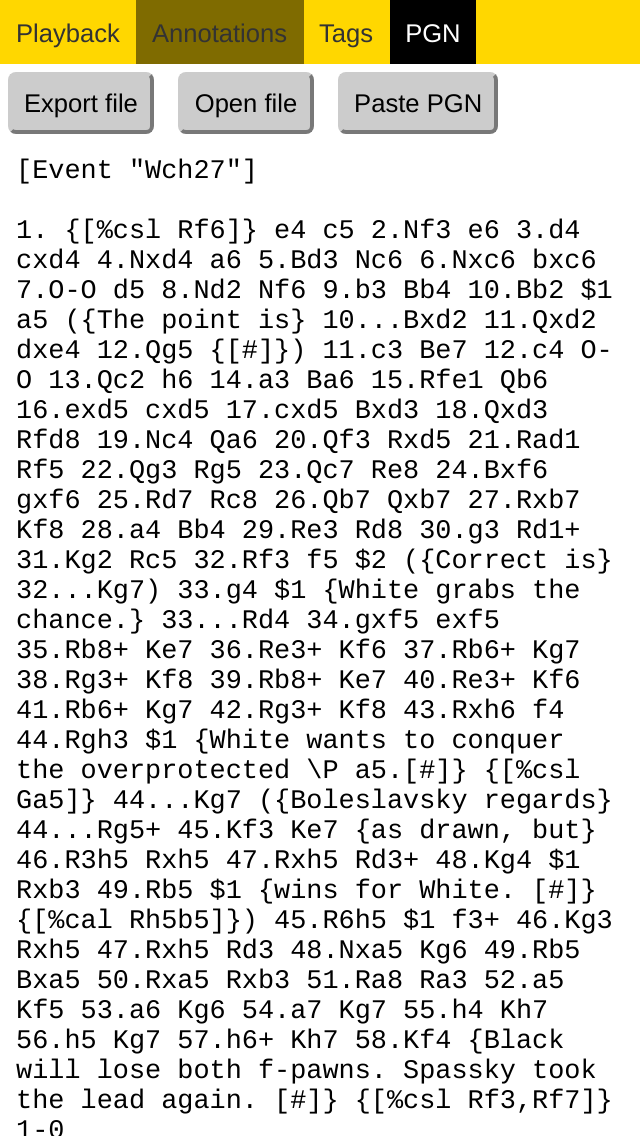 Playback Annotations Tags PGN
Export file Open file Paste PGN
[Event "Wch27"]
1. {[%csl Rf6]} e4 c5 2.Nf3 e6 3.d4
cxd4 4.Nxd4 a6 5.Bd3 Nc6 6.Nxc6 bxc6
7.O-O d5 8.Nd2 Nf6 9.b3 Bb4 10.Bb2 $1
a5 ({The point is} 10...Bxd2 11.Qxd2
dxe4 12.Qg5 {[#]}) 11.c3 Be7 12.c4 O-
O 13.Qc2 h6 14.a3 Ba6 15.Rfe1 Qb6
16.exd5 cxd5 17.cxd5 Bxd3 18.Qxd3
Rfd8 19.Nc4 Qa6 20.Qf3 Rxd5 21.Rad1
Rf5 22.Qg3 Rg5 23.Qc7 Re8 24.Bxf6
gxf6 25.Rd7 Rc8 26.Qb7 Qxb7 27.Rxb7
Kf8 28.a4 Bb4 29.Re3 Rd8 30.g3 Rd1+
31.Kg2 Rc5 32.Rf3 f5 $2 ({Correct is}
32...Kg7) 33.g4 $1 {White grabs the
chance.} 33...Rd4 34.gxf5 exf5
35.Rb8+ Ke7 36.Re3+ Kf6 37.Rb6+ Kg7
38.Rg3+ Kf8 39.Rb8+ Ke7 40.Re3+ Kf6
41.Rb6+ Kg7 42.Rg3+ Kf8 43.Rxh6 f4
44.Rgh3 $1 {White wants to conquer
the overprotected \P a5.[#]} {[%csl
Ga5]} 44...Kg7 ({Boleslavsky regards}
44...Rg5+ 45.Kf3 Ke7 {as drawn, but}
46.R3h5 Rxh5 47.Rxh5 Rd3+ 48.Kg4 $1
Rxb3 49.Rb5 $1 {wins for White. [#]}
{[%cal Rh5b5]}) 45.R6h5 $1 f3+ 46.Kg3
Rxh5 47.Rxh5 Rd3 48.Nxa5 Kg6 49.Rb5
Bxa5 50.Rxa5 Rxb3 51.Ra8 Ra3 52.a5
Kf5 53.a6 Kg6 54.a7 Kg7 55.h4 Kh7
56.h5 Kg7 57.h6+ Kh7 58.Kf4 {Black
will lose both f-pawns. Spassky took
the lead again. [#]} {[%csl Rf3,Rf7]}
1-0